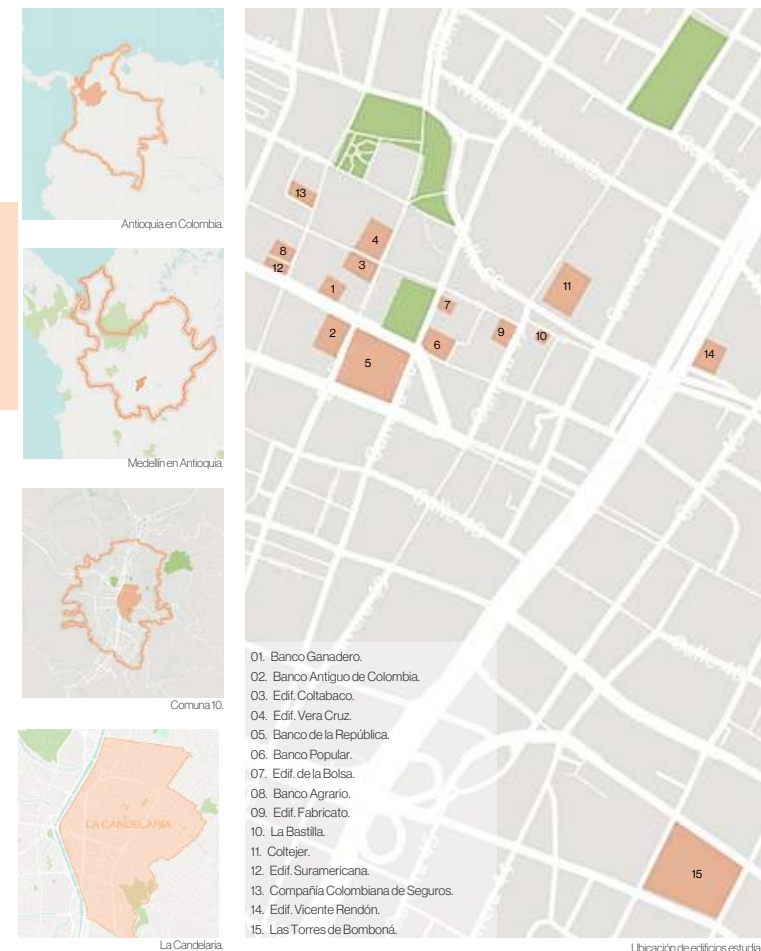 Antioquia en Colombia.
Medellín en Antioquia.
Comuna 10.
LA CANDELARIA
La Candelaria.
13
4
8
12
3
1
11
7
2
6
9
10
5
14
15
01. Banco Ganadero.
02. Banco Antiguo de Colombia.
03. Edif. Coltabaco.
04. Edif. Vera Cruz.
05. Banco de la República.
06. Banco Popular.
07. Edif. de la Bolsa.
08. Banco Agrario.
09. Edif. Fabricato.
10. La Bastilla.
11. Coltejer.
12. Edif. Suramericana.
13. Compañía Colombiana de Seguros.
14. Edif. Vicente Rendón.
15. Las Torres de Bomboná.
Ubicación de edificios estudia